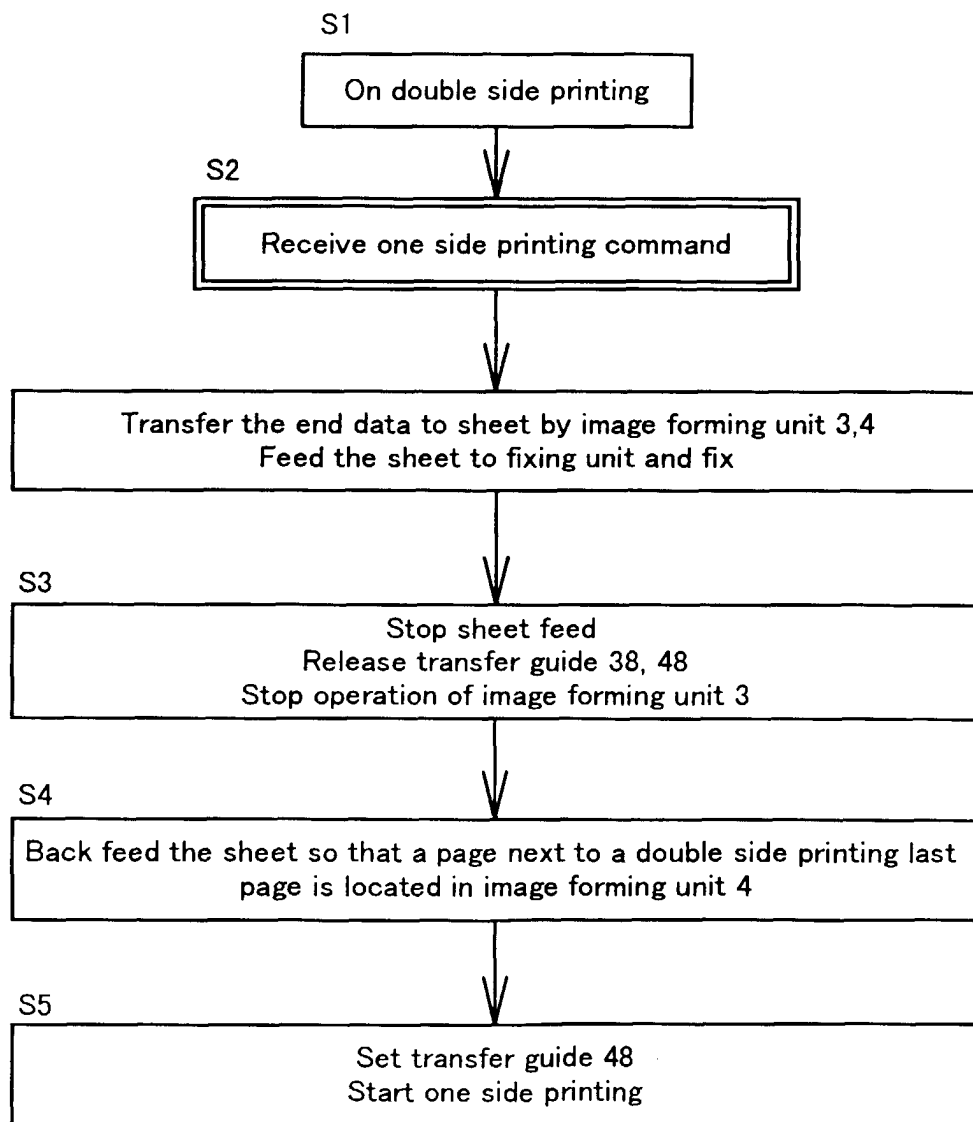 S1
On double side printing
S2
Receive one side printing command
Transfer the end data to sheet by image forming unit 3,4
Feed the sheet to fixing unit and fix
S3
Stop sheet feed
Release transfer guide 38, 48
Stop operation of image forming unit 3
S4
Back feed the sheet so that a page next to a double side printing last
page is located in image forming unit 4
S5
Set transfer guide 48
Start one side printing